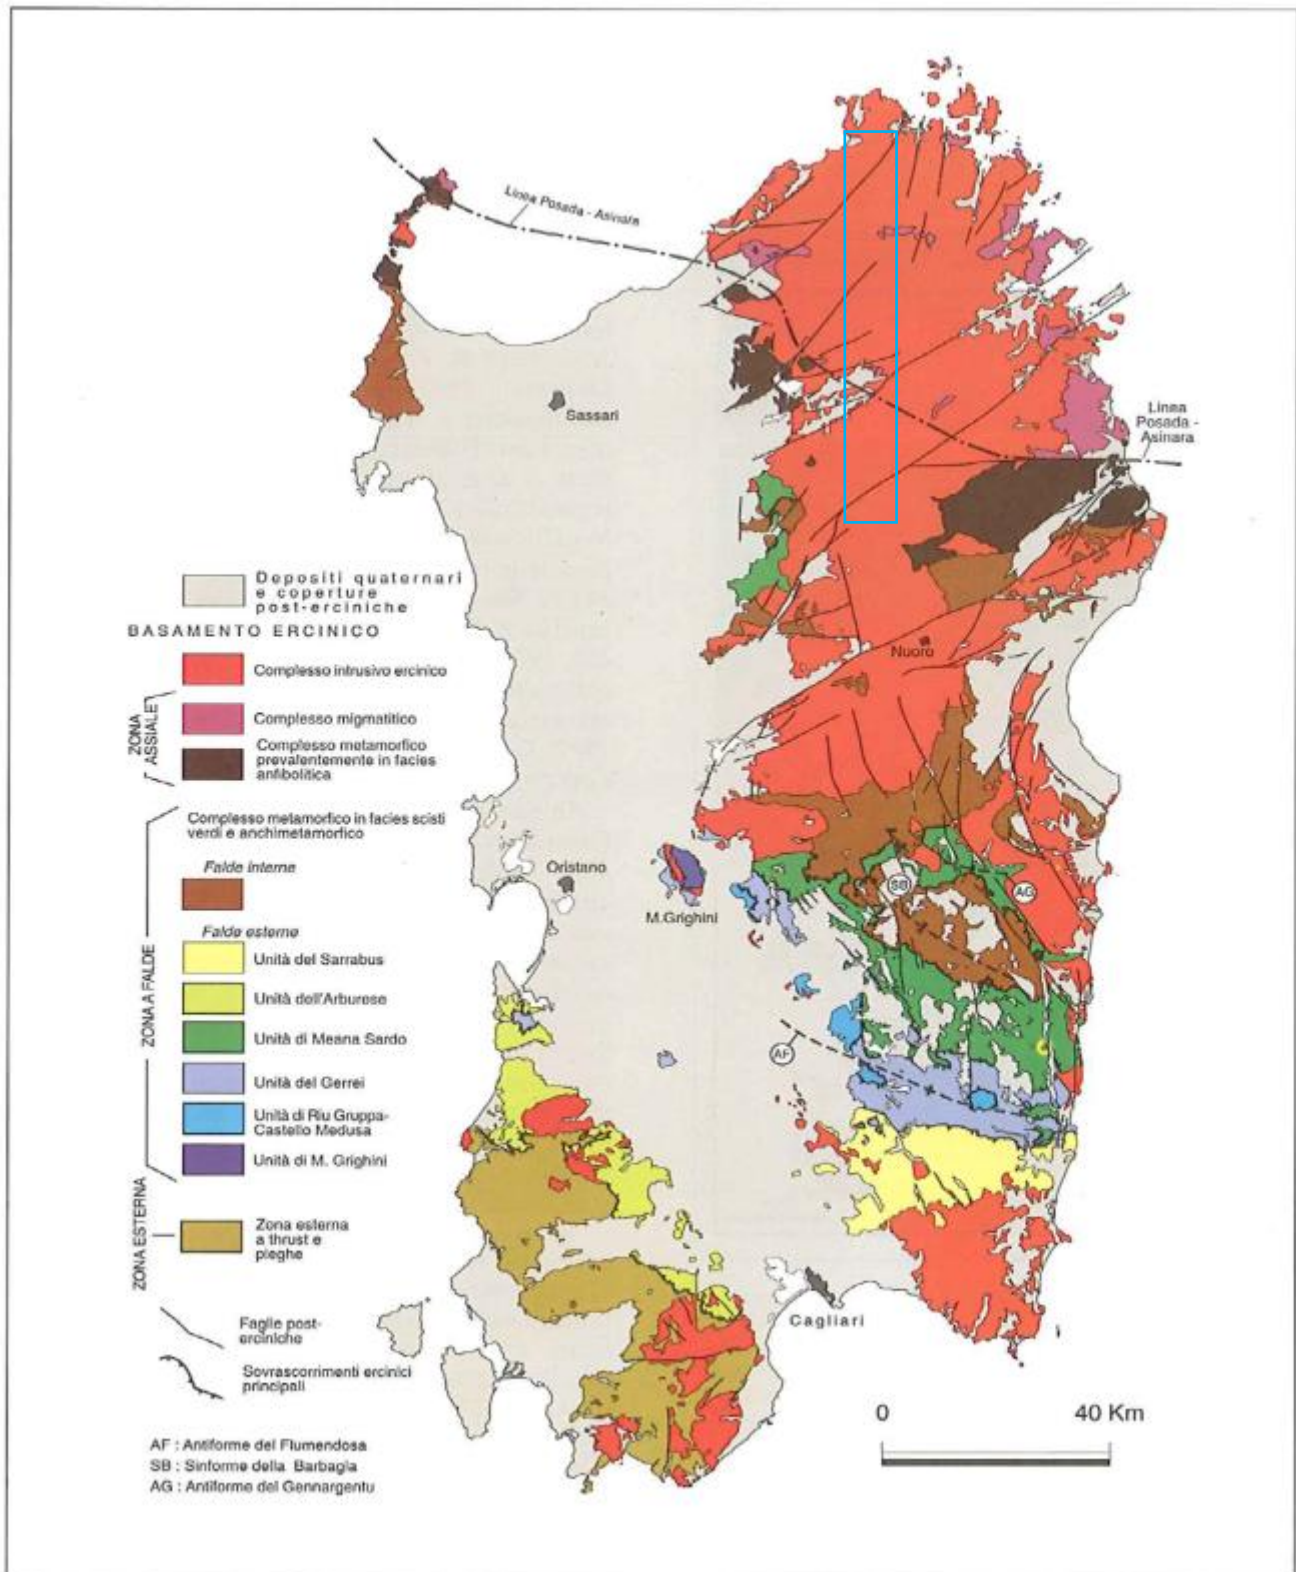 Linea Posada - Asinara
Sassari
Linea
Posada -
Asinara
Nuoro
Depositi quaternari
e coperture
post-erciniche
BASAMENTO ERCINICO
Complesso intrusivo ercinico
ZONA
ASSIALE
Complesso migmatitico
Complesso metamorfico
prevalentemente in facies
anfibolitica
Complesso metamorfico in facies scisti
verdi e anchimetamorfico
ZONA A FALDE
Falde interne
Falde esterne
Unità del Sarrabus
Unità dell'Arburese
Unità di Meana Sardo
Unità del Gerrei
Unità di Riu Gruppa-
Castello Medusa
Unità di M. Grighini
ZONA ESTERNA
Zona esterna
a thrust e
pieghe
Faglie post-
erciniche
Sovrascorrimenti ercinici
principali
AF : Antiforme del Flumendosa
SB : Sinforme della Barbagia
AG : Antiforme del Gennargentu
Oristano
M.Grighini
SB
AG
AF
Cagliari
0 40 Km